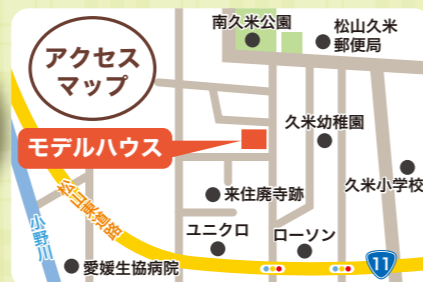 アクセス
マップ
南久米公園
松山久米
郵便局
モデルハウス
久米幼稚園
久米小学校
来住廃寺跡
松山東道路
小野川
ユニクロ
ローソン
愛媛生協病院
11